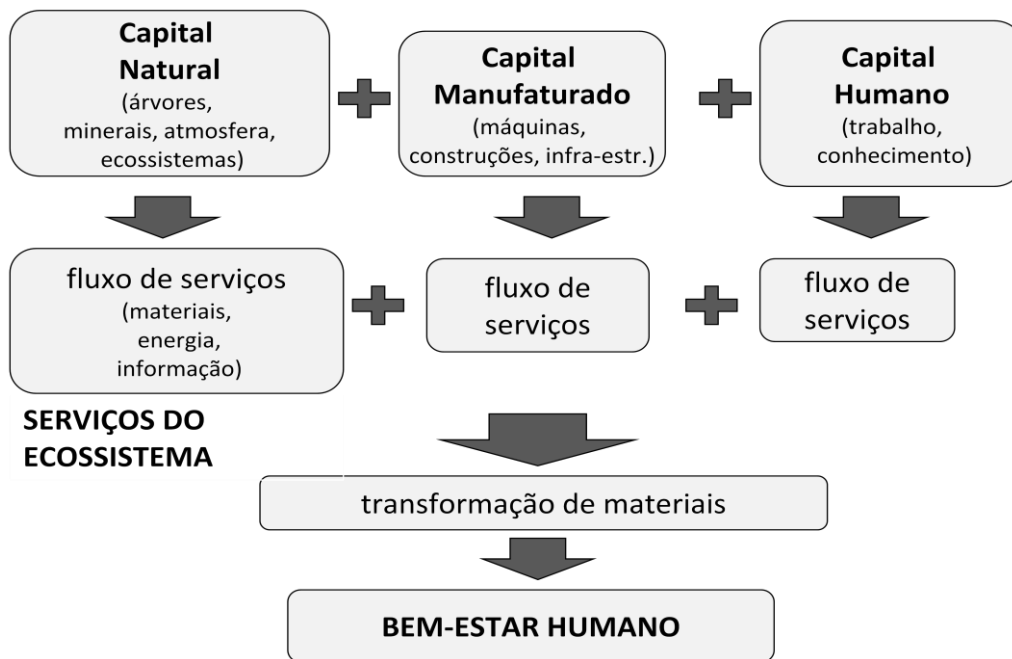 Capital
Natural
(árvores,
minerais, atmosfera,
ecossistemas)
Capital
Manufaturado
(máquinas,
construções, infra-estr.)
Capital
Humano
(trabalho,
conhecimento)
fluxo de serviços
(materiais,
energia,
informação)
fluxo de
serviços
fluxo de
serviços
SERVIÇOS DO
ECOSSISTEMA
transformação de materiais
BEM-ESTAR HUMANO